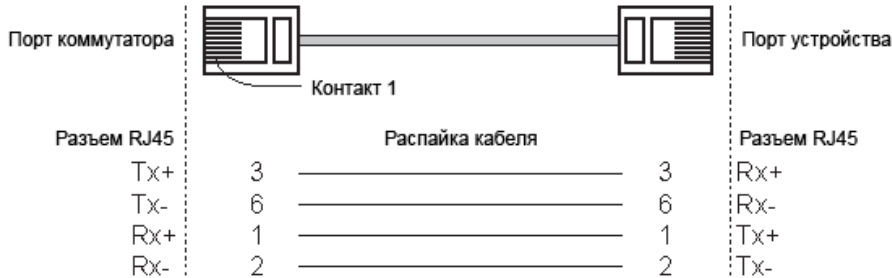 Порт коммутатора
Порт устройства
Контакт 1
Разъем RJ45 Распайка кабеля Разъем RJ45
Tx+ 3 3 Rx+
Tx- 6 6 Rx-
Rx+ 1 1 Tx+
Rx- 2 2 Tx-